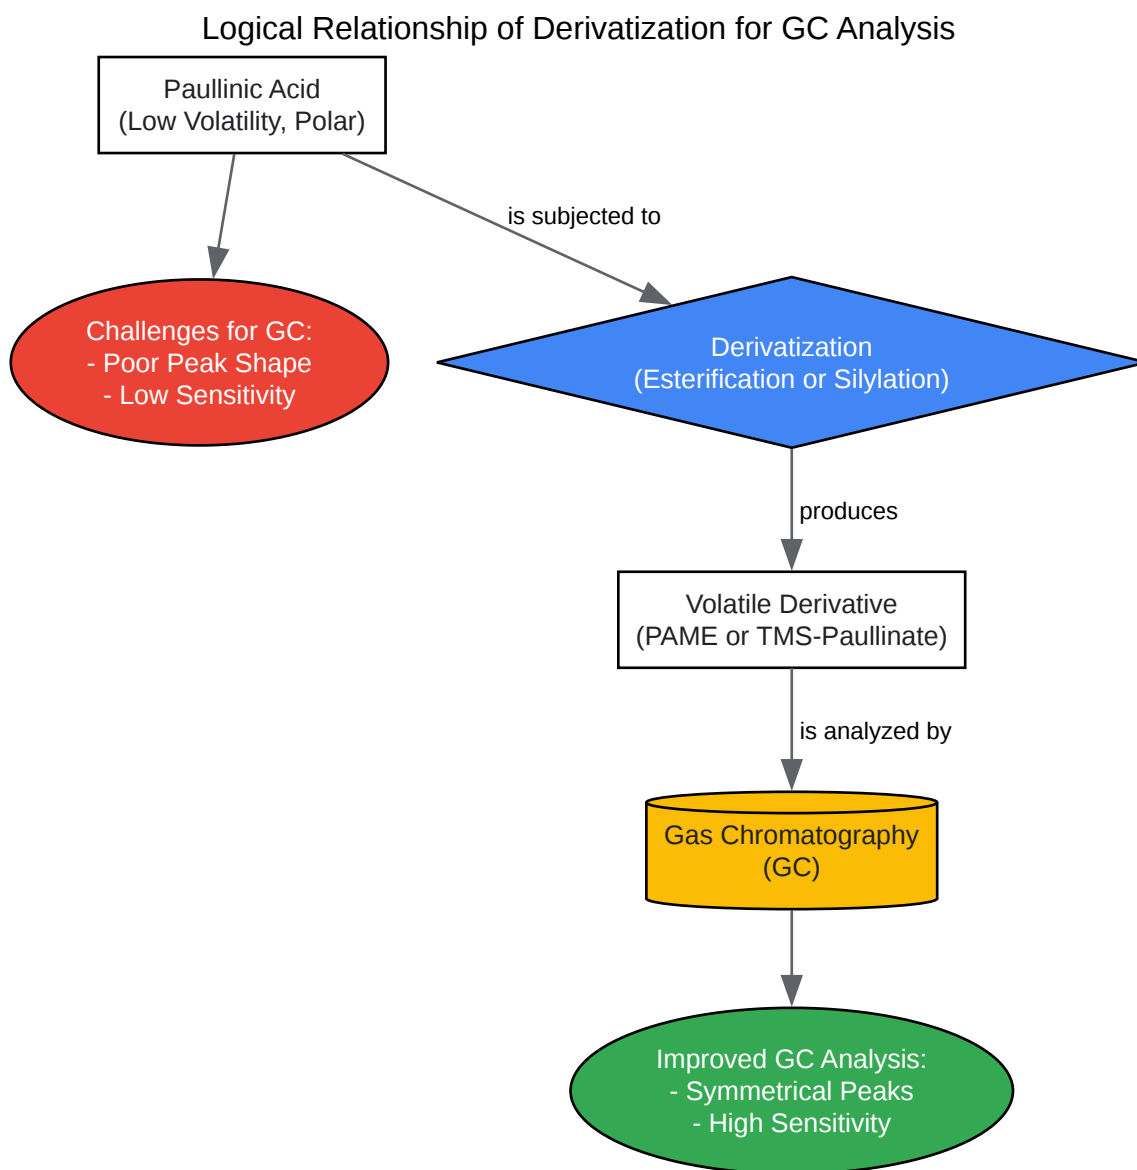 Logical Relationship of Derivatization for GC Analysis
Paullinic Acid
(Low Volatility, Polar)
is subjected to
Challenges for GC:
- Poor Peak Shape
- Low Sensitivity
Derivatization
(Esterification or Silylation)
produces
Volatile Derivative
(PAME or TMS-Paullinate)
is analyzed by
Gas Chromatography
(GC)
Improved GC Analysis:
- Symmetrical Peaks
- High Sensitivity